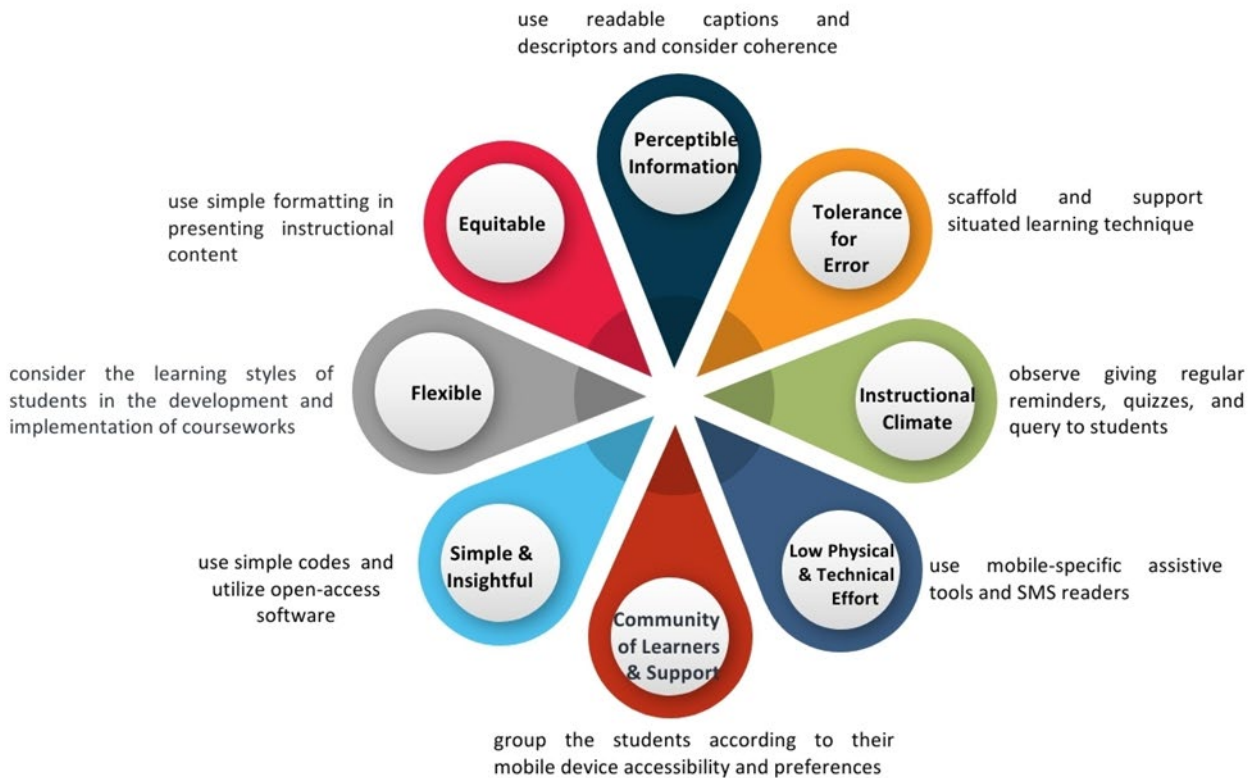 use readable captions and
descriptors and consider coherence
Perceptible
Information
Tolerance
for
Error
scaffold and support
situated learning technique
Instructional
Climate
observe giving regular
reminders, quizzes, and
query to students
Low Physical
& Technical
Effort
use mobile-specific assistive
tools and SMS readers
Community
of Learners
& Support
group the students according to their
mobile device accessibility and preferences
Simple &
Insightful
use simple codes and
utilize open-access
software
Flexible
consider the learning styles of
students in the development and
implementation of courseworks
Equitable
use simple formatting in
presenting instructional
content